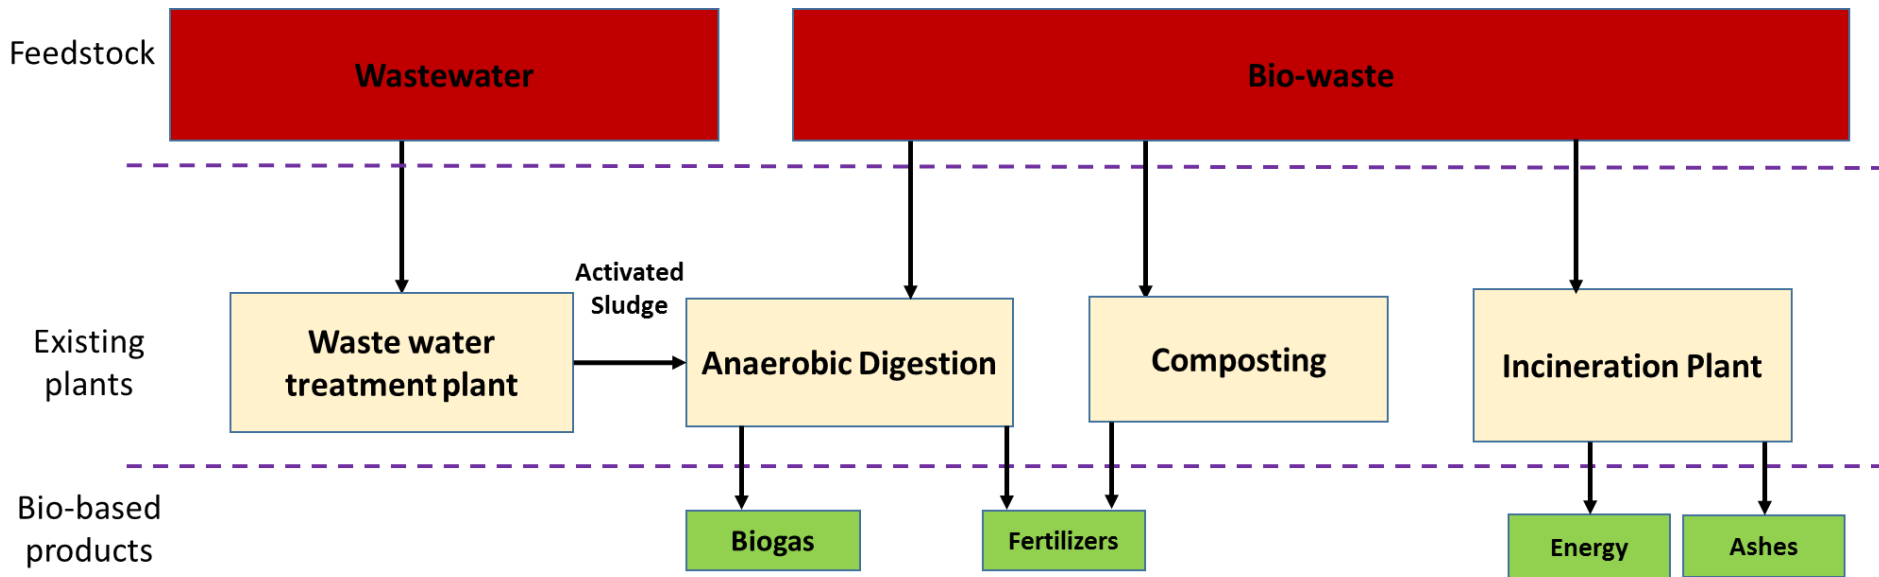 Feedstock
Wastewater
Bio-waste
Activated
Sludge
Existing
plants
Waste water
treatment plant
Anaerobic Digestion
Composting
Incineration Plant
Bio-based
products
Biogas
Fertilizers
Energy
Ashes